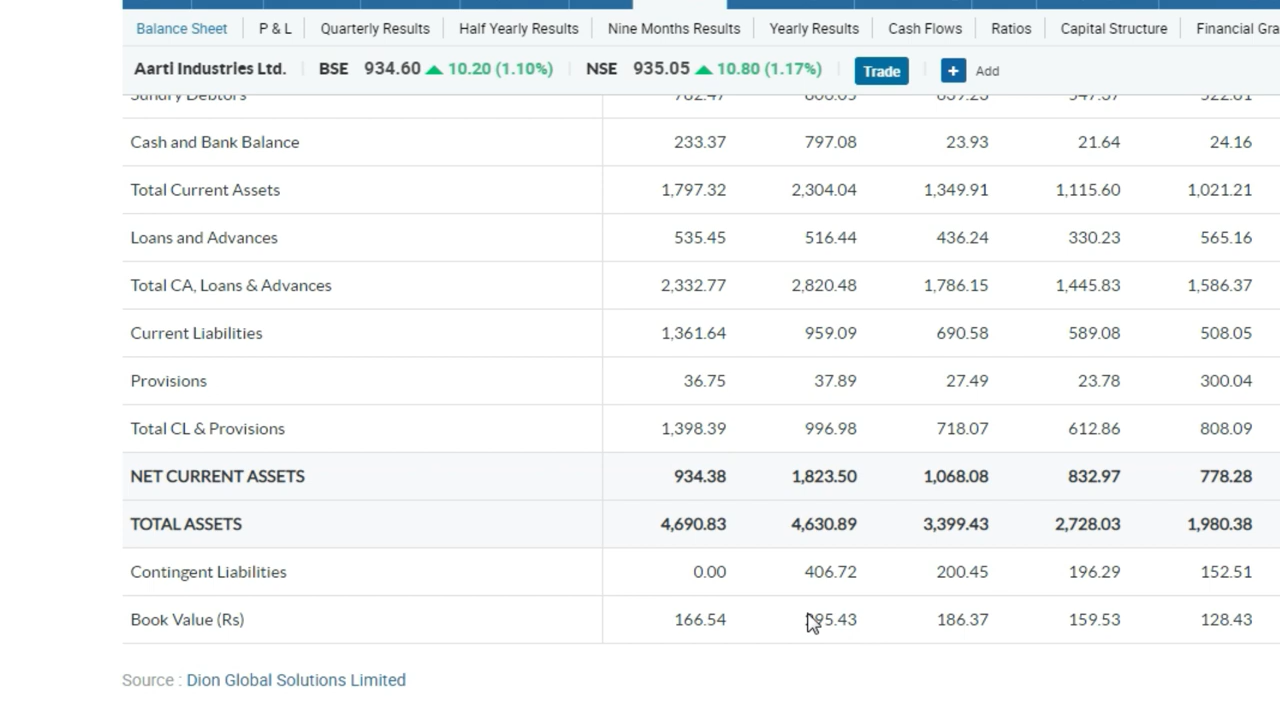 Balance Sheet P & L Quarterly Results Half Yearly Results Nine Months Results Yearly Results Cash Flows Ratios Capital Structure Financial Gra
Aarti Industries Ltd. BSE 934.60 10.20 (1.10%) NSE 935.05 10.80 (1.17%) Trade + Add
Sundry Debtors
Cash and Bank Balance 233.37 797.08 23.93 21.64 24.16
Total Current Assets 1,797.32 2,304.04 1,349.91 1,115.60 1,021.21
Loans and Advances 535.45 516.44 436.24 330.23 565.16
Total CA, Loans & Advances 2,332.77 2,820.48 1,786.15 1,445.83 1,586.37
Current Liabilities 1,361.64 959.09 690.58 589.08 508.05
Provisions 36.75 37.89 27.49 23.78 300.04
Total CL & Provisions 1,398.39 996.98 718.07 612.86 808.09
NET CURRENT ASSETS 934.38 1,823.50 1,068.08 832.97 778.28
TOTAL ASSETS 4,690.83 4,630.89 3,399.43 2,728.03 1,980.38
Contingent Liabilities 0.00 406.72 200.45 196.29 152.51
Book Value (Rs) 166.54 186.37 159.53 128.43
Source : Dion Global Solutions Limited